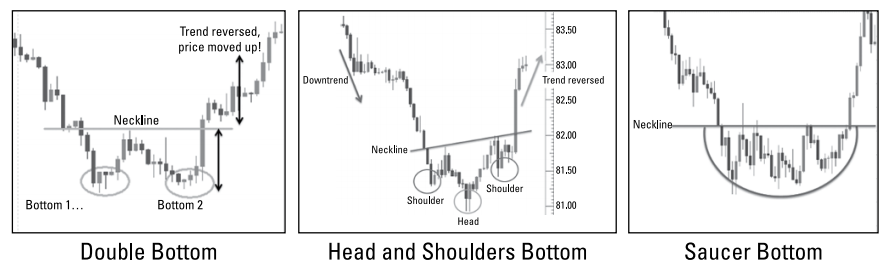 Trend reversed,
price moved up!
Neckline
Bottom 1...
Bottom 2
Double Bottom
83,50
83.00
82.50
82.00
81.50
81.00
Downtrend
Trend reversed
Neckline
Shoulder
Shoulder
Head
Head and Shoulders Bottom
Neckline
Saucer Bottom